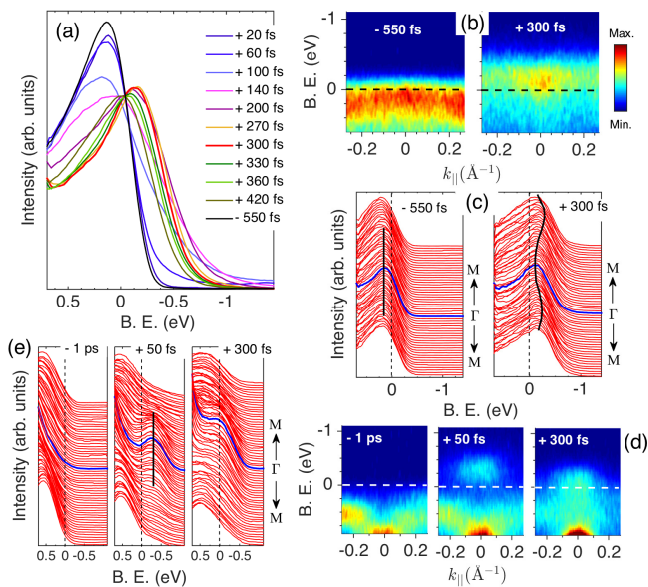 (a)
+ 20 fs
+ 60 fs
+ 100 fs
+ 140 fs
+ 200 fs
+ 270 fs
+ 300 fs
+ 330 fs
+ 360 fs
+ 420 fs
- 550 fs
Intensity (arb. units)
0.5 0 -0.5 -1
B. E. (eV)
- 550 fs (b) + 300 fs
B. E. (eV)
-1
0
-0.2 0 0.2 -0.2 0 0.2
k||(Å⁻¹)
Max.
Min.
- 550 fs (c) + 300 fs
Intensity (arb. units)
M
Γ
M
M
Γ
M
0 -1 0 -1
B. E. (eV)
(e)
- 1 ps + 50 fs + 300 fs
Intensity (arb. units)
M
Γ
M
0.5 0 -0.5 0.5 0 -0.5 0.5 0 -0.5
B. E. (eV)
- 1 ps + 50 fs + 300 fs (d)
B. E. (eV)
-1
0
-0.2 0 0.2 -0.2 0 0.2 -0.2 0 0.2
k||(Å⁻¹)